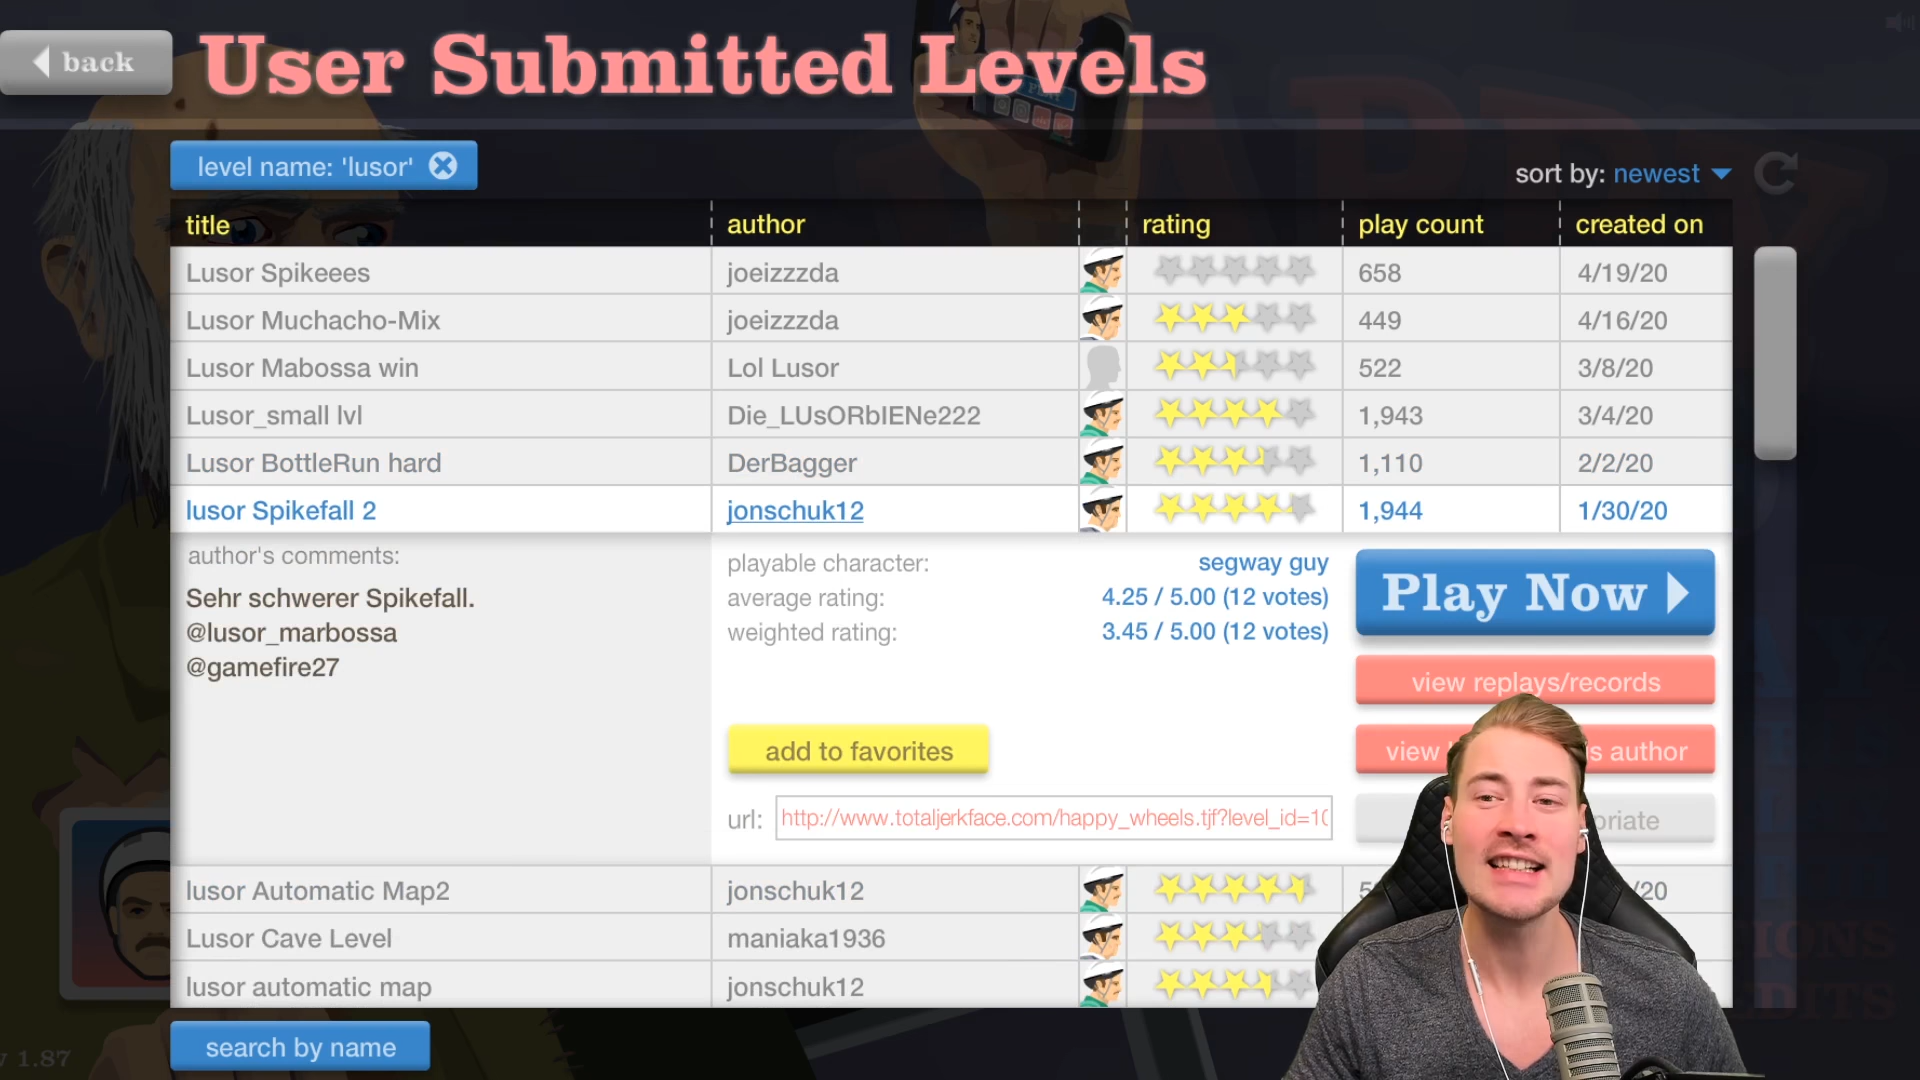 back
User Submitted Levels
level name: 'lusor'
sort by: newest
title author rating play count created on
Lusor Spikeees joeizzzda 658 4/19/20
Lusor Muchacho-Mix joeizzzda 449 4/16/20
Lusor Mabossa win Lol Lusor 522 3/8/20
Lusor_small lvl Die_LUsORbIENe222 1,943 3/4/20
Lusor BottleRun hard DerBagger 1,110 2/2/20
lusor Spikefall 2 jonschuk12 1,944 1/30/20
author's comments:
Sehr schwerer Spikefall.
@lusor_marbossa
@gamefire27
playable character: segway guy
average rating: 4.25 / 5.00 (12 votes)
weighted rating: 3.45 / 5.00 (12 votes)
add to favorites
url: http://www.totaljerkface.com/happy_wheels.tjf?level_id=10
Play Now
view replays/records
view author
lusor Automatic Map2 jonschuk12
Lusor Cave Level maniaka1936
lusor automatic map jonschuk12
search by name
v 1.87